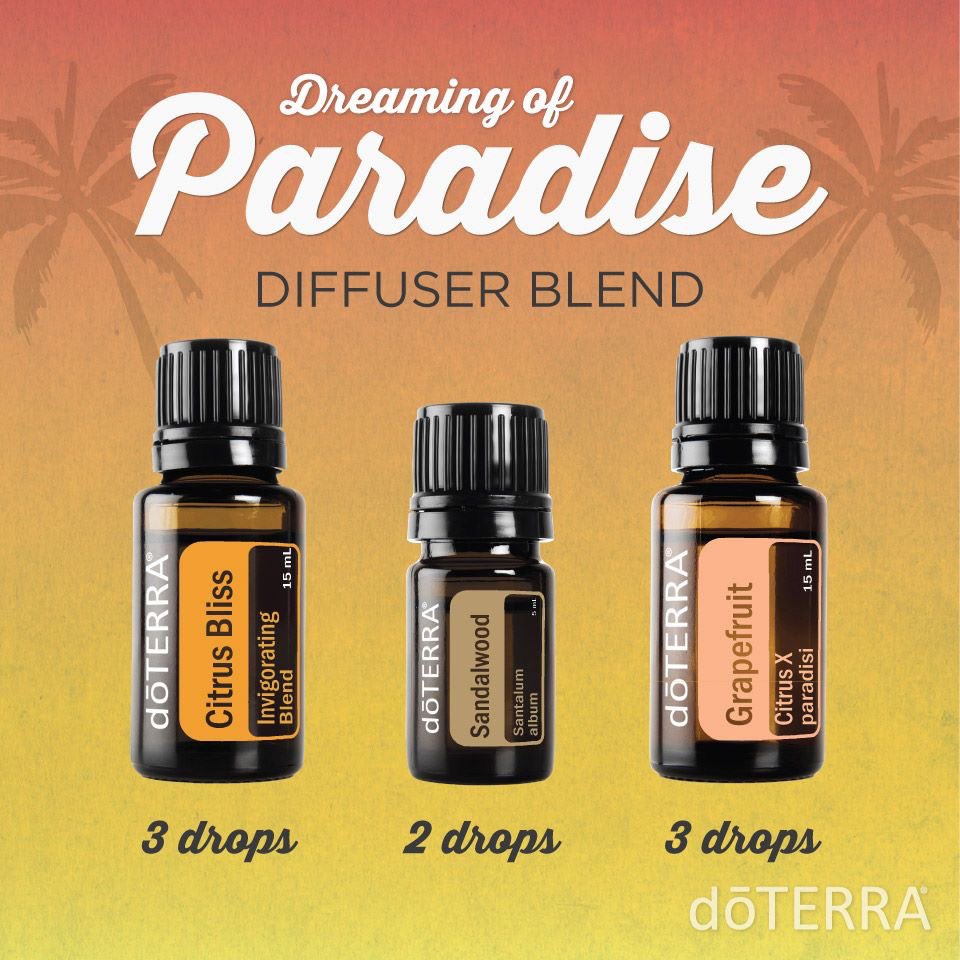 Dreaming of
Paradise
DIFFUSER BLEND
dōTERRA®
Citrus Bliss
Invigorating
Blend
15 mL
dōTERRA®
Sandalwood
Santalum
album
5 mL
dōTERRA®
Grapefruit
Citrus X
paradisi
15 mL
3 drops
2 drops
3 drops
dōTERRA®